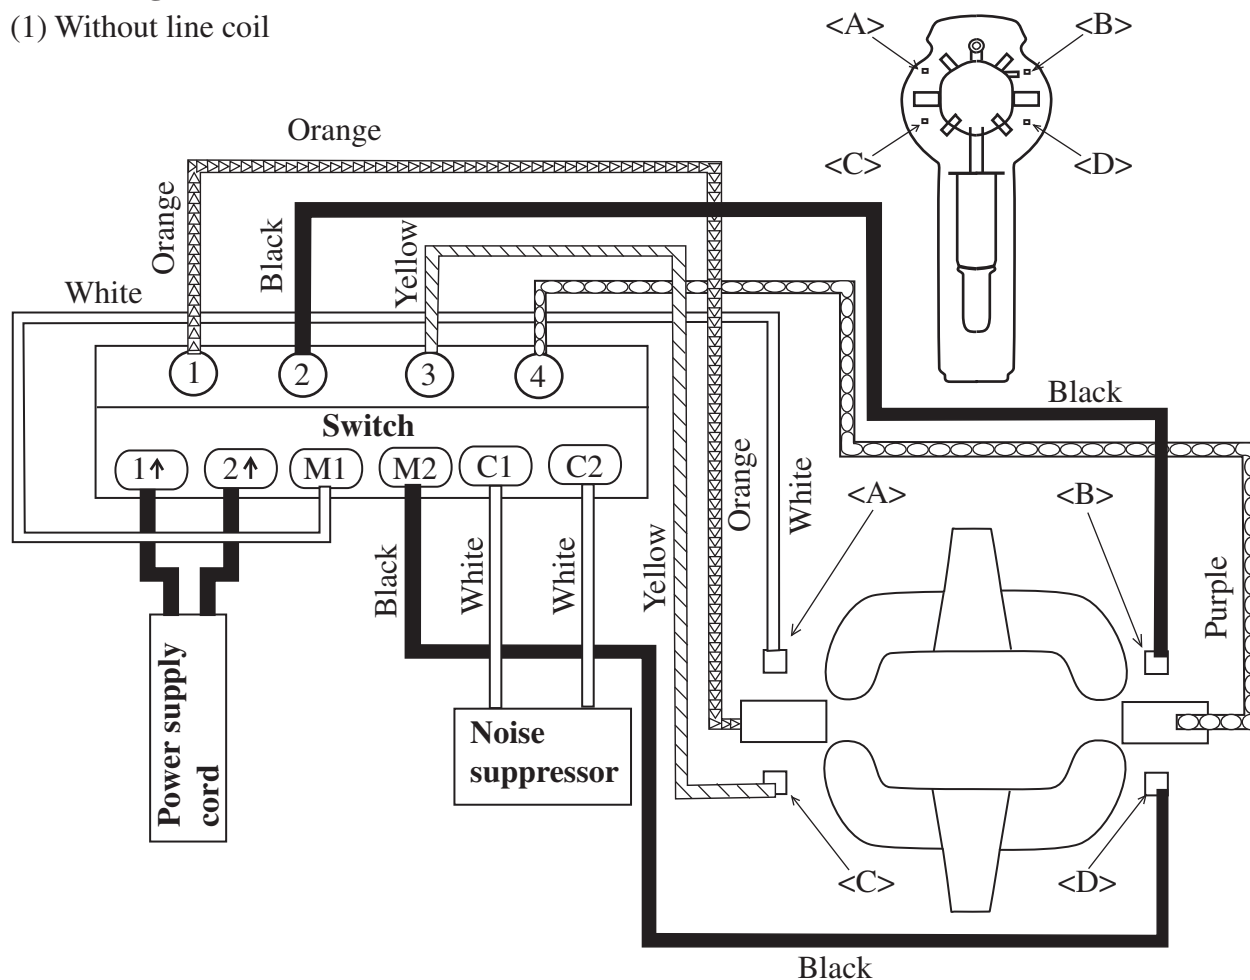 (1) Without line coil
<A>
<B>
<C>
<D>
Orange
Orange
Black
Yellow
White
1
2
3
4
Switch
1↑
2↑
M1
M2
C1
C2
Black
Black
White
White
Yellow
Orange
White
<A>
<B>
Purple
Power supply
cord
Noise
suppressor
<C>
<D>
Black